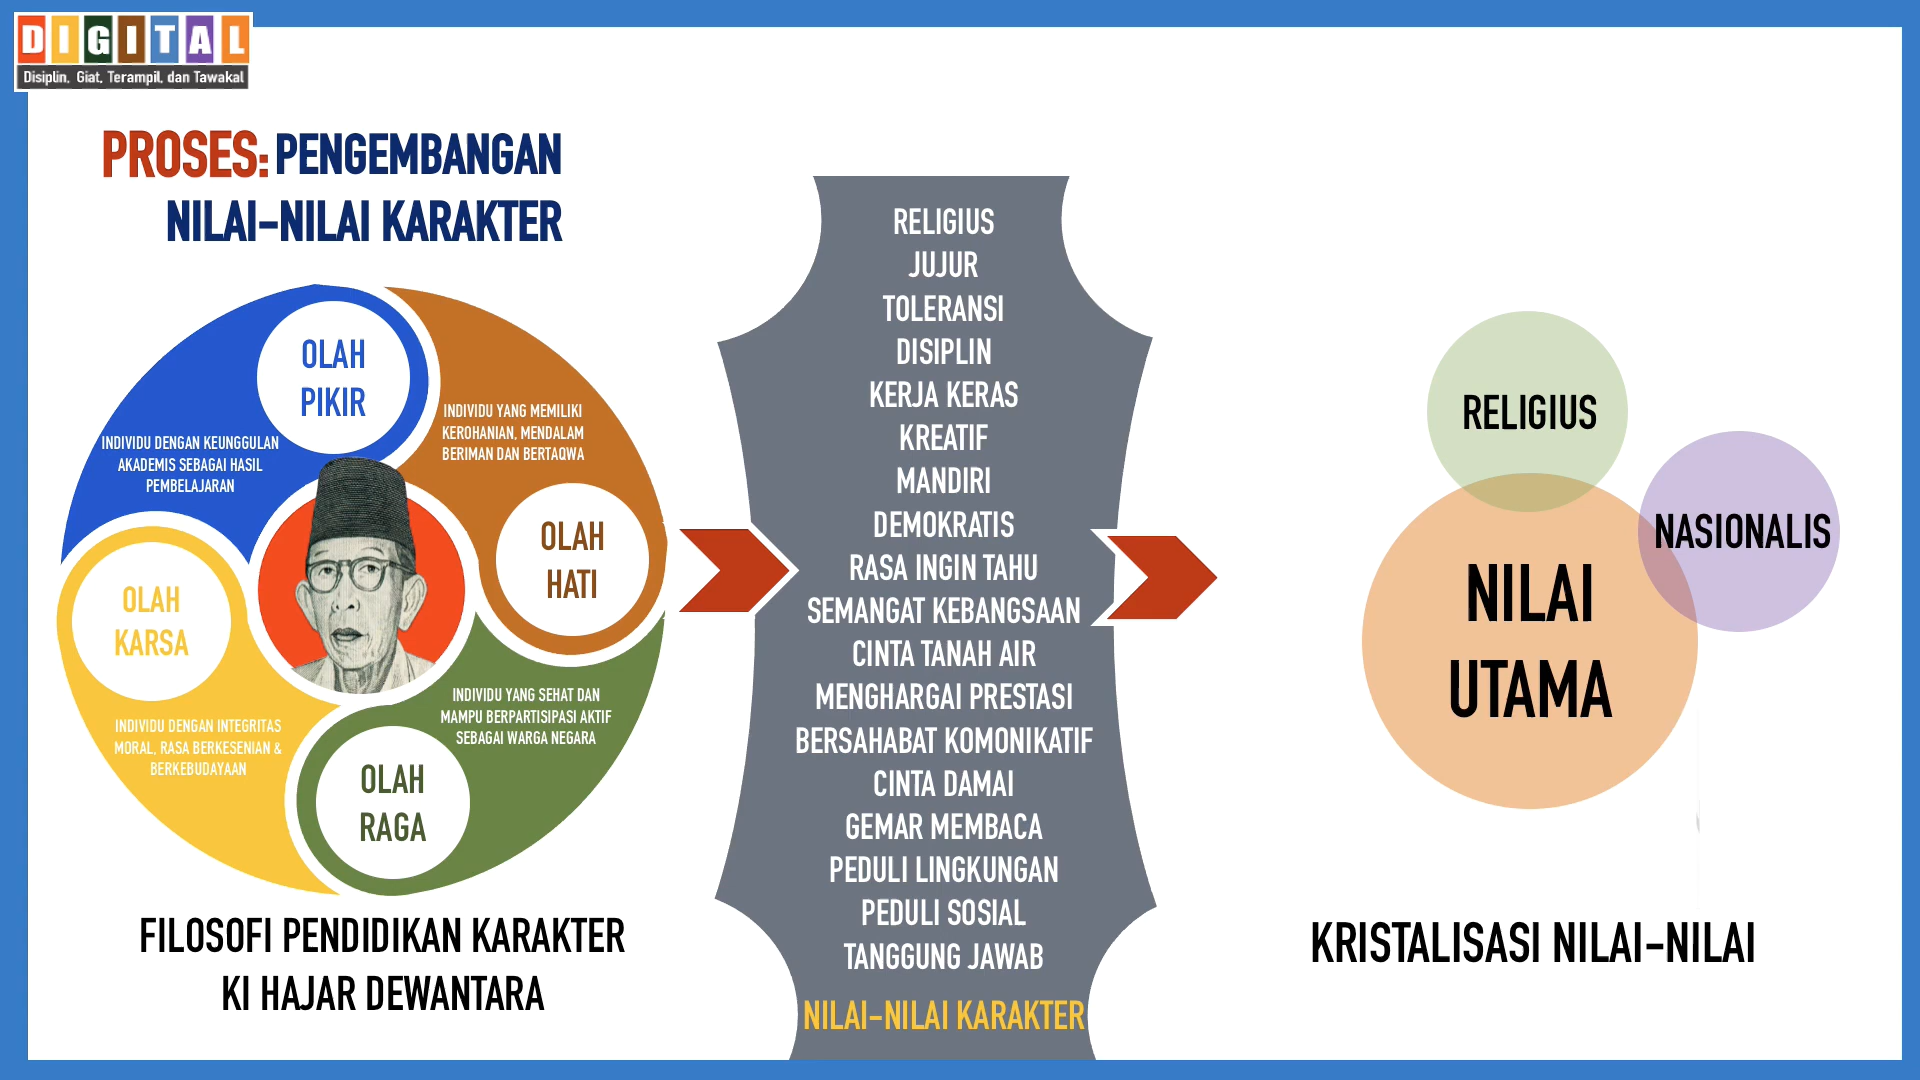 DIGITAL
Disiplin, Giat, Terampil, dan Tawakal
PROSES: PENGEMBANGAN
NILAI-NILAI KARAKTER
OLAH
PIKIR
INDIVIDU DENGAN KEUNGGULAN
AKADEMIS SEBAGAI HASIL
PEMBELAJARAN
INDIVIDU YANG MEMILIKI
KEROHANIAN, MENDALAM
BERIMAN DAN BERTAQWA
OLAH
HATI
OLAH
KARSA
INDIVIDU DENGAN INTEGRITAS
MORAL, RASA BERKESENIAN &
BERKEBUDAYAAN
INDIVIDU YANG SEHAT DAN
MAMPU BERPARTISIPASI AKTIF
SEBAGAI WARGA NEGARA
OLAH
RAGA
FILOSOFI PENDIDIKAN KARAKTER
KI HAJAR DEWANTARA
RELIGIUS
JUJUR
TOLERANSI
DISIPLIN
KERJA KERAS
KREATIF
MANDIRI
DEMOKRATIS
RASA INGIN TAHU
SEMANGAT KEBANGSAAN
CINTA TANAH AIR
MENGHARGAI PRESTASI
BERSAHABAT KOMONIKATIF
CINTA DAMAI
GEMAR MEMBACA
PEDULI LINGKUNGAN
PEDULI SOSIAL
TANGGUNG JAWAB
NILAI-NILAI KARAKTER
RELIGIUS
NASIONALIS
NILAI
UTAMA
KRISTALISASI NILAI-NILAI